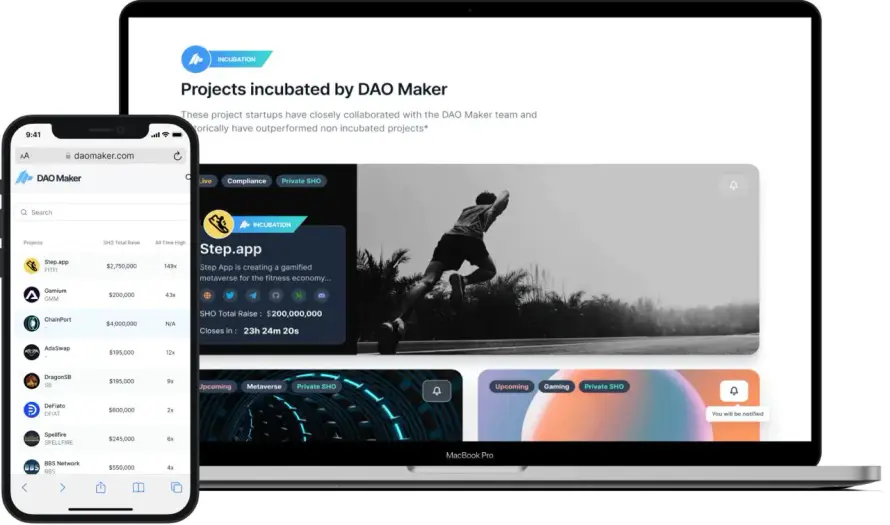 INCUBATION
Projects incubated by DAO Maker
These project startups have closely collaborated with the DAO Maker team and
historically have outperformed non incubated projects*
Live
Compliance
Private SHO
INCUBATION
Step.app
Step App is creating a gamified
metaverse for the fitness economy...
SHO Total Raise : $200,000,000
Closes in : 23h 24m 20s
Upcoming
Metaverse
Private SHO
Upcoming
Gaming
Private SHO
You will be notified
MacBook Pro
9:41
AA
daomaker.com
DAO Maker
Search
Projects SHO Total Raise All Time High
Step.app $2,750,000 149x
FITFI
Gamium $200,000 43x
GMM
ChainPort $4,000,000 N/A
-
AdaSwap $195,000 12x
-
DragonSB $195,000 9x
SB
DeFiato $600,000 2x
DFIAT
Spellfire $245,000 6x
SPELLFIRE
BBS Network $550,000 4x
BBS